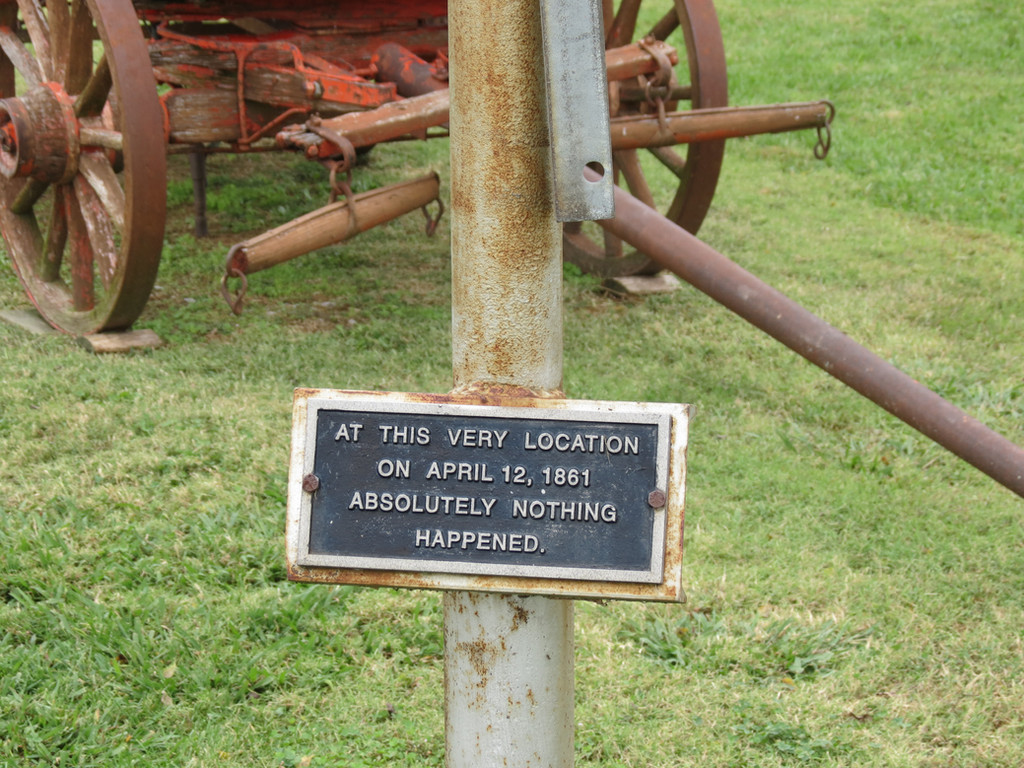 AT THIS VERY LOCATION
ON APRIL 12, 1861
ABSOLUTELY NOTHING
HAPPENED.